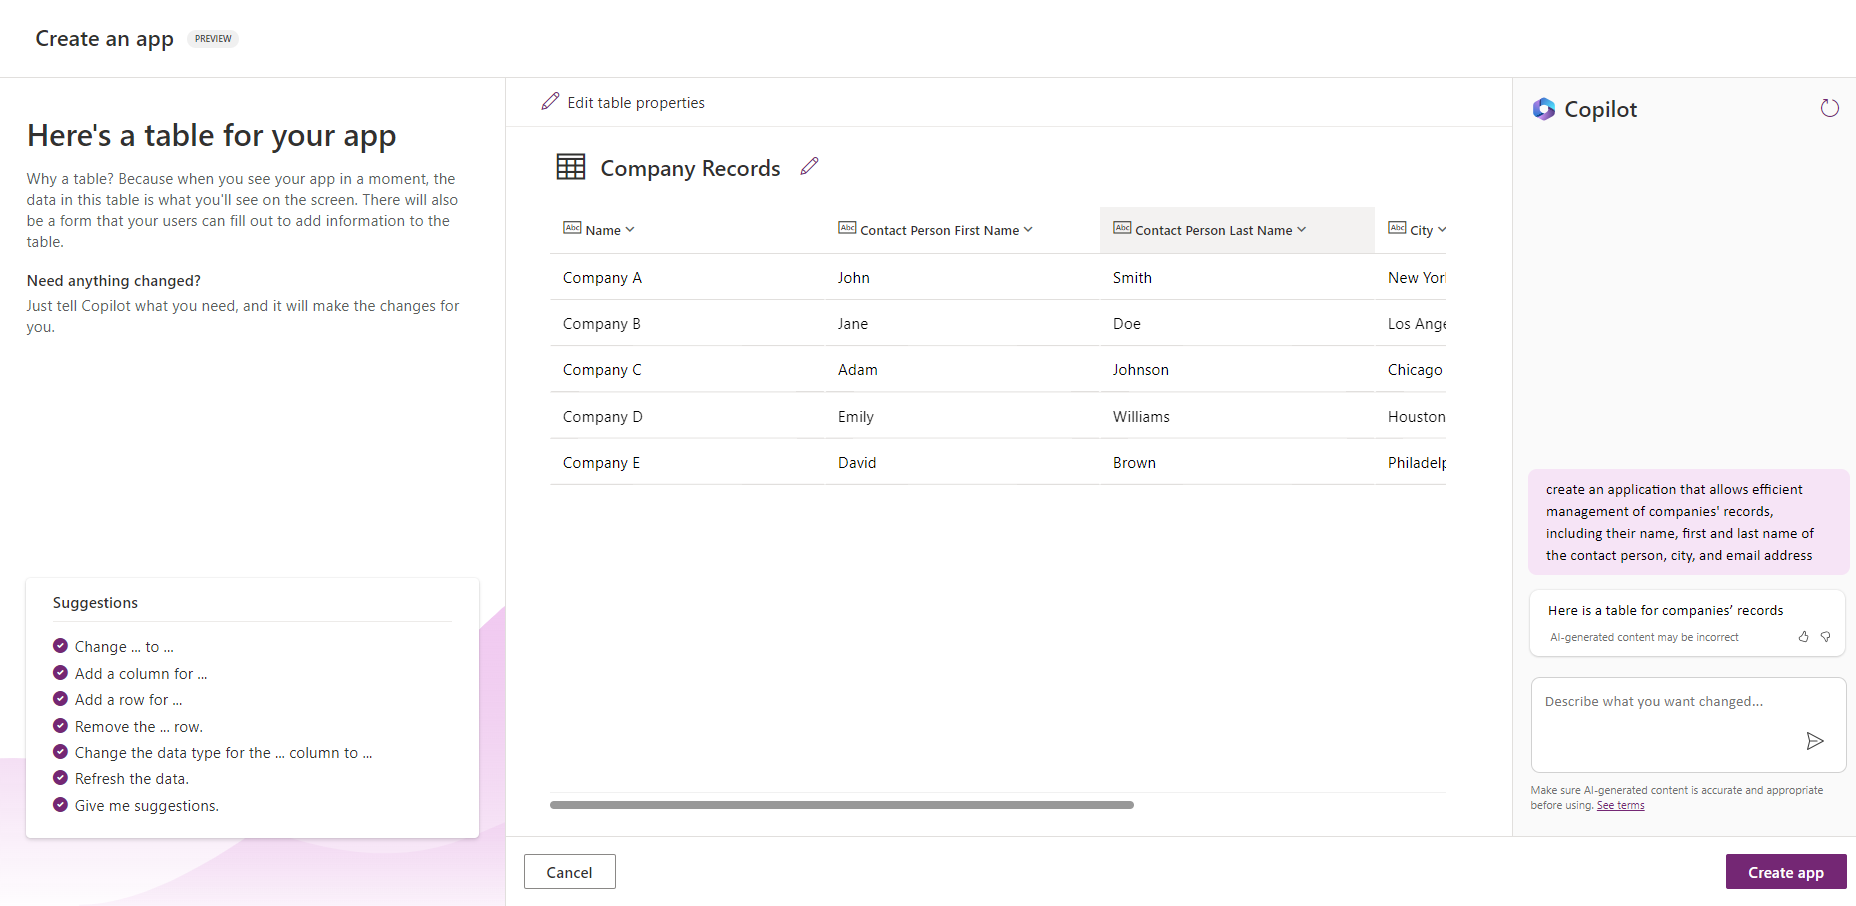 Create an app PREVIEW
Here's a table for your app
Why a table? Because when you see your app in a moment, the
data in this table is what you'll see on the screen. There will also
be a form that your users can fill out to add information to the
table.
Need anything changed?
Just tell Copilot what you need, and it will make the changes for
you.
Suggestions
Change ... to ...
Add a column for ...
Add a row for ...
Remove the ... row.
Change the data type for the ... column to ...
Refresh the data.
Give me suggestions.
Edit table properties
Company Records
Abc Name Abc Contact Person First Name Abc Contact Person Last Name Abc City
Company A John Smith New Yor
Company B Jane Doe Los Ange
Company C Adam Johnson Chicago
Company D Emily Williams Houston
Company E David Brown Philadelp
Cancel
Copilot
create an application that allows efficient
management of companies' records,
including their name, first and last name of
the contact person, city, and email address
Here is a table for companies’ records
AI-generated content may be incorrect
Describe what you want changed...
Make sure AI-generated content is accurate and appropriate
before using. See terms
Create app